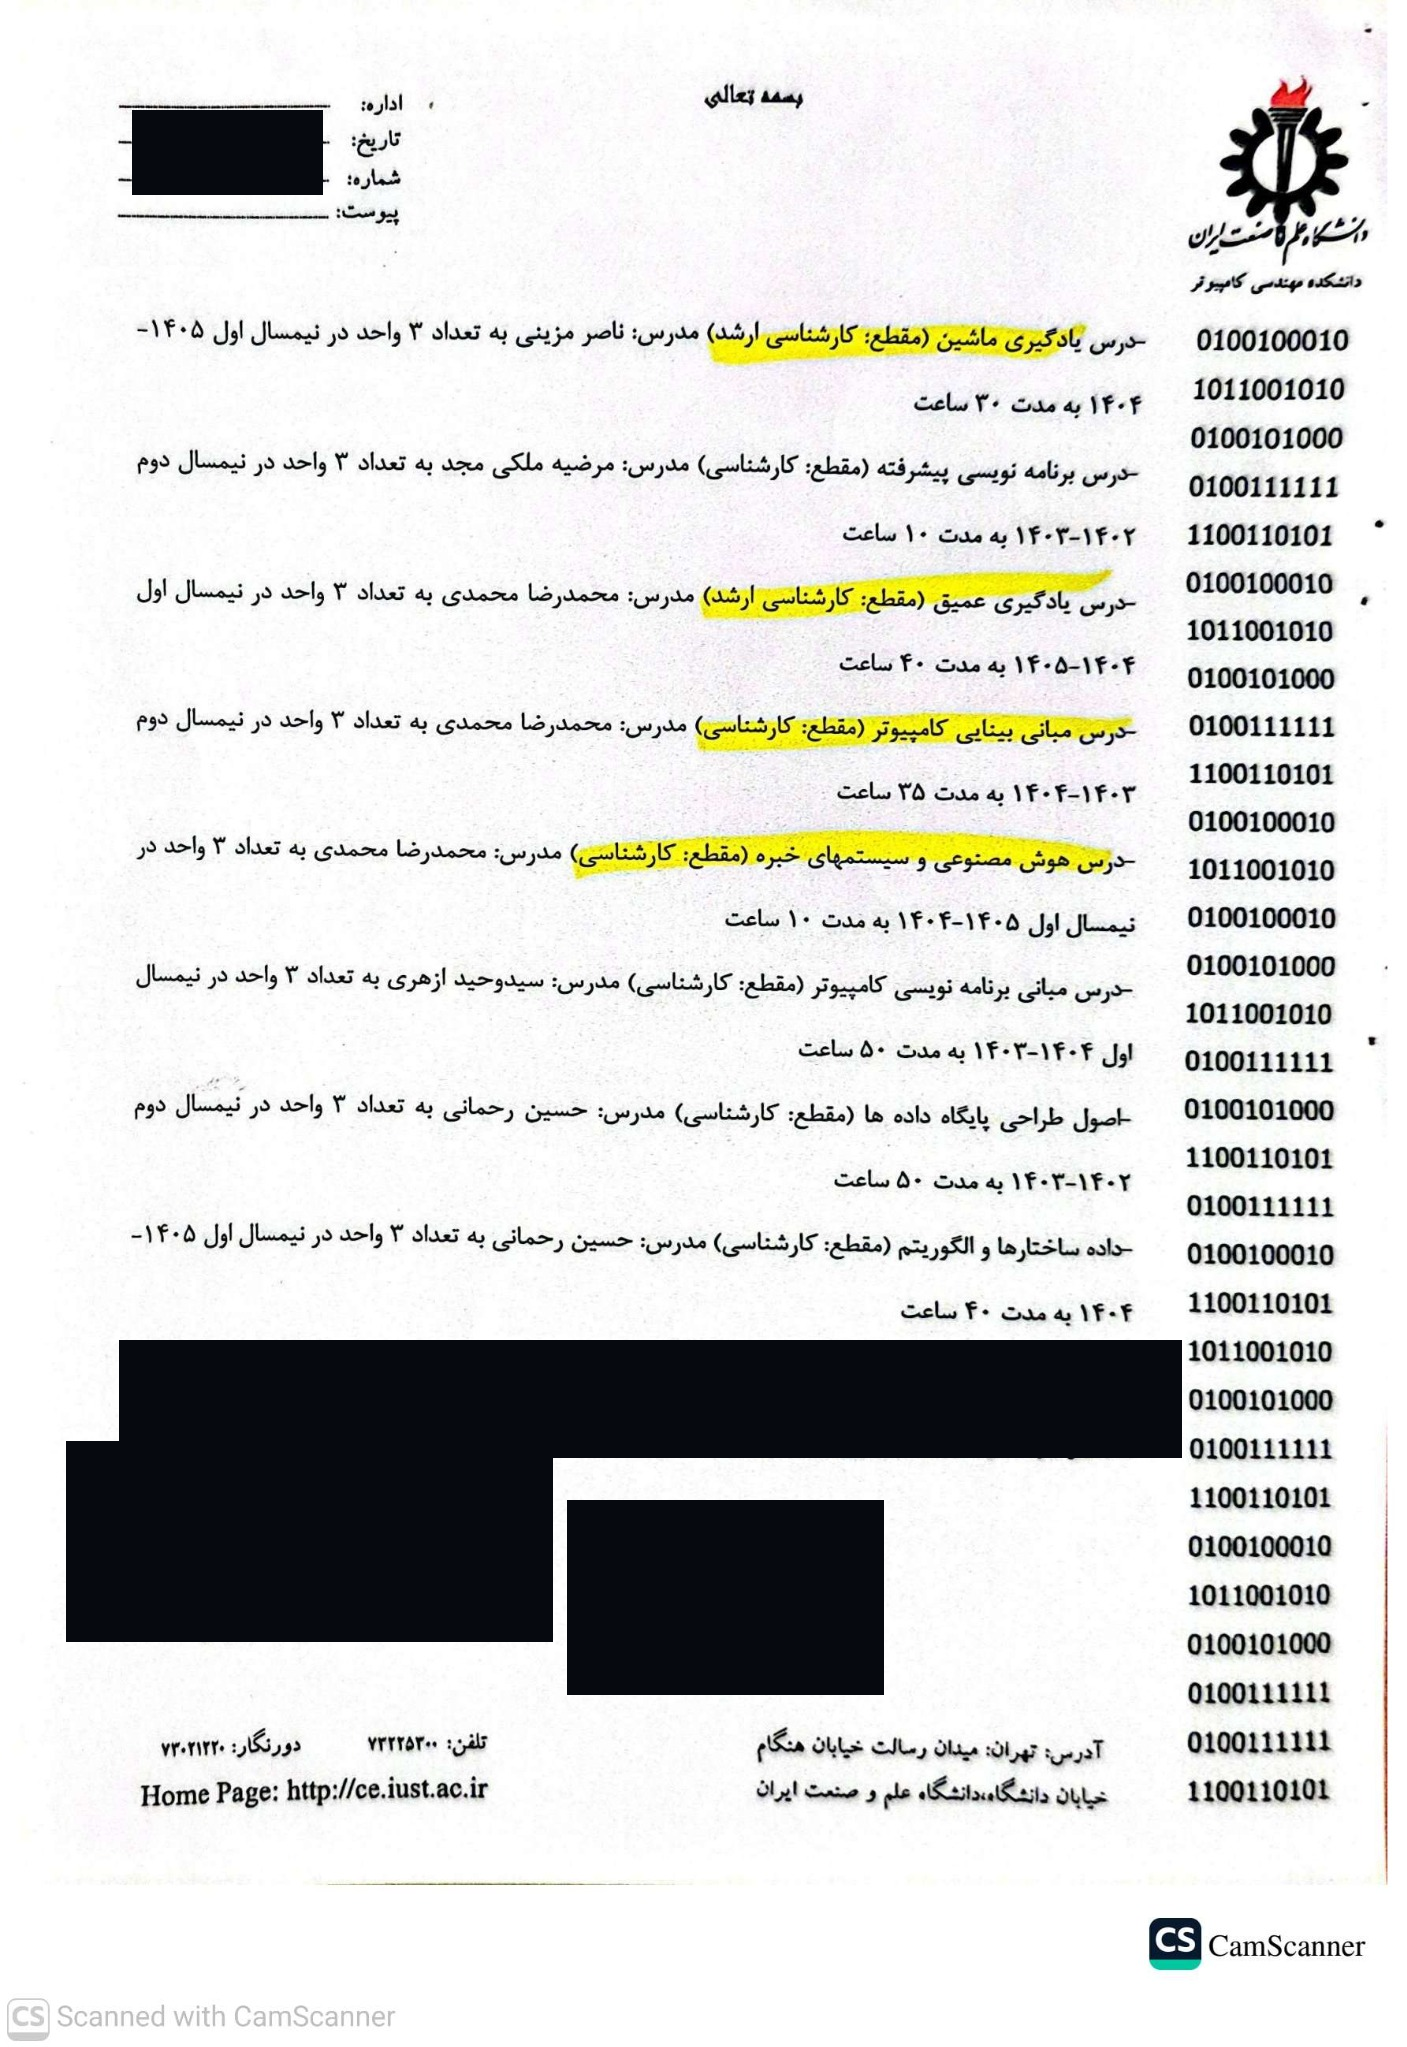 بسمه تعالی
اداره:
تاریخ:
شماره:
پیوست:
دانشگاه علم و صنعت ایران
دانشکده مهندسی کامپیوتر
-درس یادگیری ماشین (مقطع: کارشناسی ارشد) مدرس: ناصر مزینی به تعداد ۳ واحد در نیمسال اول ۱۴۰۵-
۱۴۰۴ به مدت ۳۰ ساعت
-درس برنامه نویسی پیشرفته (مقطع: کارشناسی) مدرس: مرضیه ملکی مجد به تعداد ۳ واحد در نیمسال دوم
۱۴۰۲-۱۴۰۳ به مدت ۱۰ ساعت
-درس یادگیری عمیق (مقطع: کارشناسی ارشد) مدرس: محمدرضا محمدی به تعداد ۳ واحد در نیمسال اول
۱۴۰۴-۱۴۰۵ به مدت ۴۰ ساعت
-درس مبانی بینایی کامپیوتر (مقطع: کارشناسی) مدرس: محمدرضا محمدی به تعداد ۳ واحد در نیمسال دوم
۱۴۰۳-۱۴۰۴ به مدت ۳۵ ساعت
-درس هوش مصنوعی و سیستمهای خبره (مقطع: کارشناسی) مدرس: محمدرضا محمدی به تعداد ۳ واحد در
نیمسال اول ۱۴۰۵-۱۴۰۴ به مدت ۱۰ ساعت
-درس مبانی برنامه نویسی کامپیوتر (مقطع: کارشناسی) مدرس: سیدوحید ازهری به تعداد ۳ واحد در نیمسال
اول ۱۴۰۴-۱۴۰۳ به مدت ۵۰ ساعت
-اصول طراحی پایگاه داده ها (مقطع: کارشناسی) مدرس: حسین رحمانی به تعداد ۳ واحد در نیمسال دوم
۱۴۰۲-۱۴۰۳ به مدت ۵۰ ساعت
-داده ساختارها و الگوریتم (مقطع: کارشناسی) مدرس: حسین رحمانی به تعداد ۳ واحد در نیمسال اول ۱۴۰۵-
۱۴۰۴ به مدت ۴۰ ساعت
0100100010
1011001010
0100101000
0100111111
1100110101
0100100010
1011001010
0100101000
0100111111
1100110101
0100100010
1011001010
0100100010
0100101000
1011001010
0100111111
0100101000
1100110101
0100111111
0100100010
1100110101
1011001010
0100101000
0100111111
1100110101
0100100010
1011001010
0100101000
0100111111
0100111111
1100110101
آدرس: تهران: میدان رسالت خیابان هنگام
خیابان دانشگاه،دانشگاه علم و صنعت ایران
تلفن: ۷۳۲۲۵۳۰۰ دورنگار: ۷۳۰۲۱۲۲۰
Home Page: http://ce.iust.ac.ir
CS CamScanner
CS Scanned with CamScanner